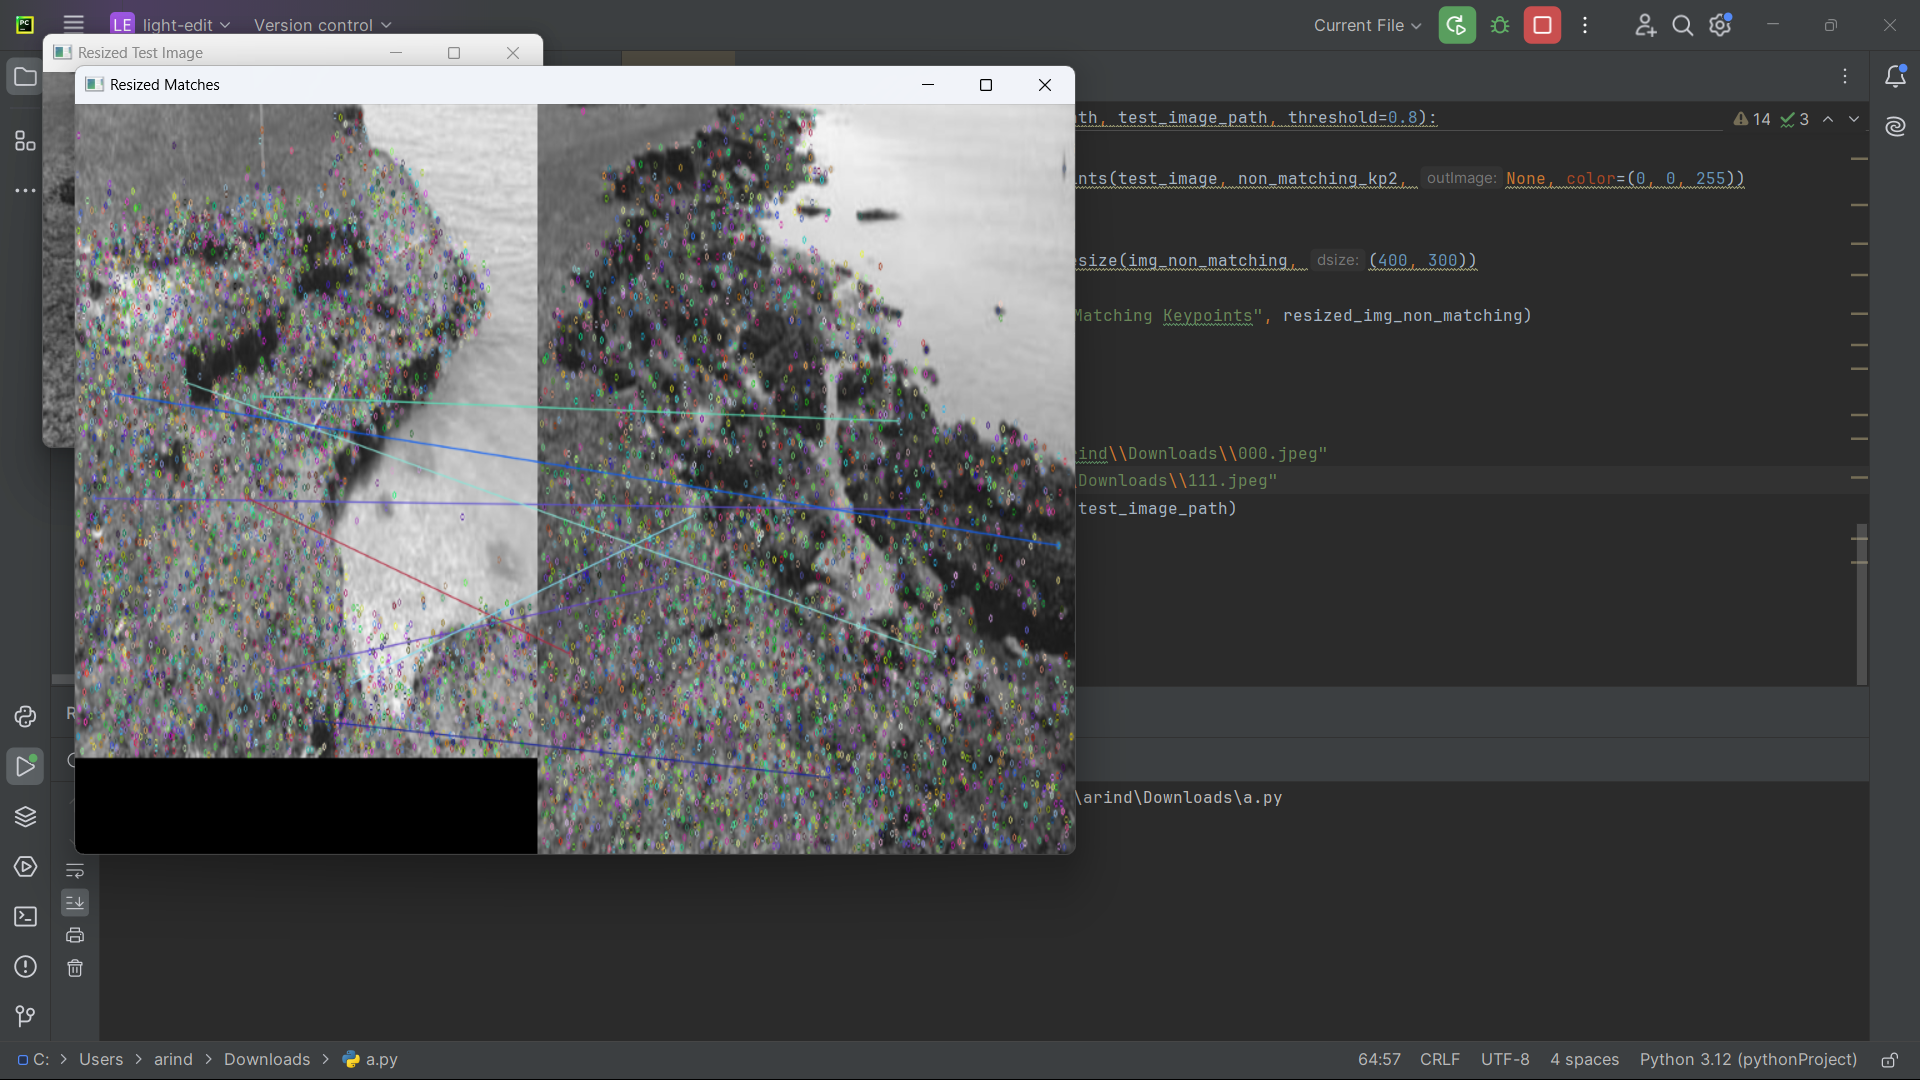 PC
LE light-edit Version control Current File
Resized Test Image
Resized Matches
th, test_image_path, threshold=0.8):
14 3
nts(test_image, non_matching_kp2, outImage: None, color=(0, 0, 255))
size(img_non_matching, dsize: (400, 300))
Matching Keypoints", resized_img_non_matching)
ind\\Downloads\\000.jpeg"
Downloads\\111.jpeg"
test_image_path)
\arind\Downloads\a.py
C: > Users > arind > Downloads > a.py 64:57 CRLF UTF-8 4 spaces Python 3.12 (pythonProject)